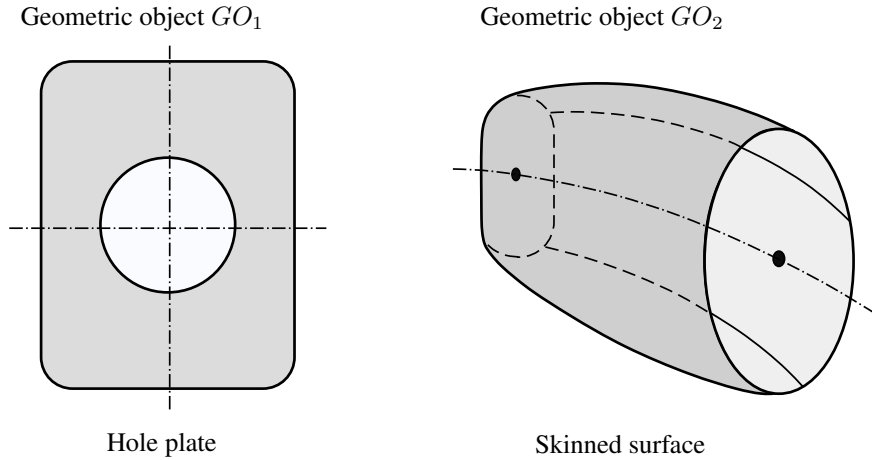 Geometric object GO₁
Geometric object GO₂
Hole plate
Skinned surface